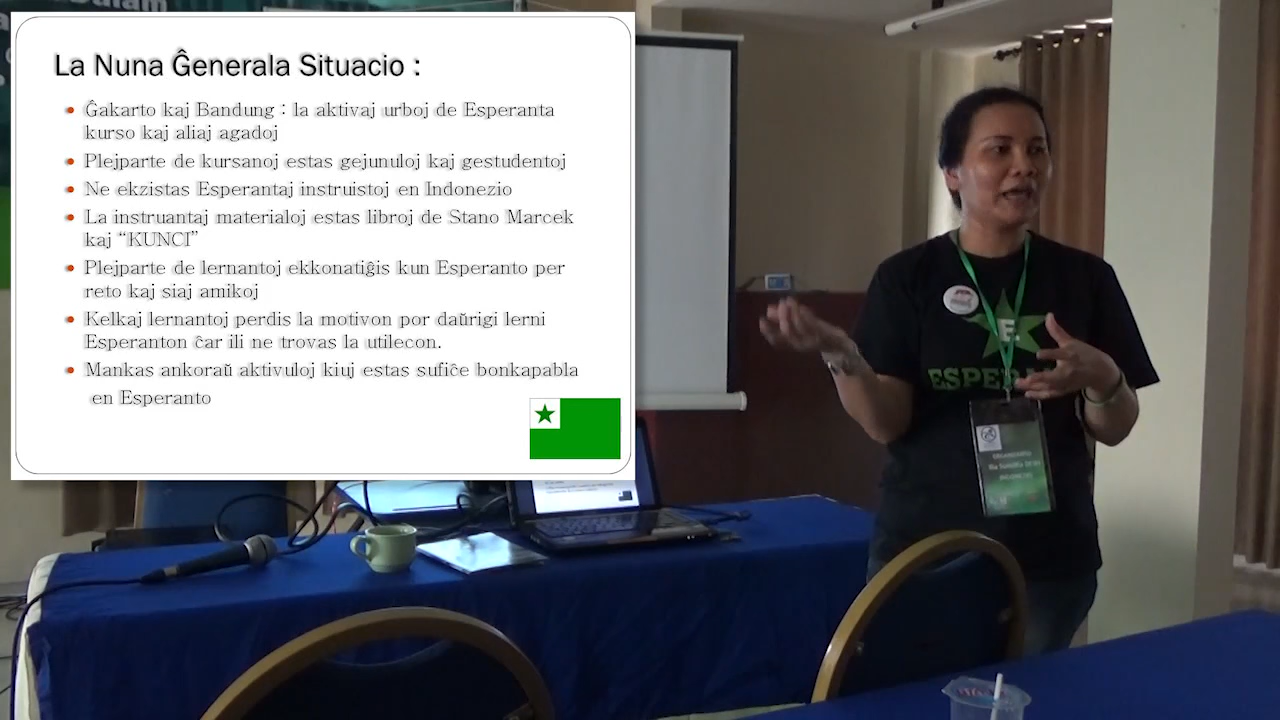 La Nuna Ĝenerala Situacio :
• Ĝakarto kaj Bandung : la aktivaj urboj de Esperanta
kurso kaj aliaj agadoj
• Plejparte de kursanoj estas gejunuloj kaj gestudentoj
• Ne ekzistas Esperantaj instruistoj en Indonezio
• La instruantaj materialoj estas libroj de Stano Marcek
kaj “KUNCI”
• Plejparte de lernantoj ekkonatiĝis kun Esperanto per
reto kaj siaj amikoj
• Kelkaj lernantoj perdis la motivon por daŭrigi lerni
Esperanton ĉar ili ne trovas la utilecon.
• Mankas ankoraŭ aktivuloj kiuj estas sufiĉe bonkapabla
en Esperanto
E